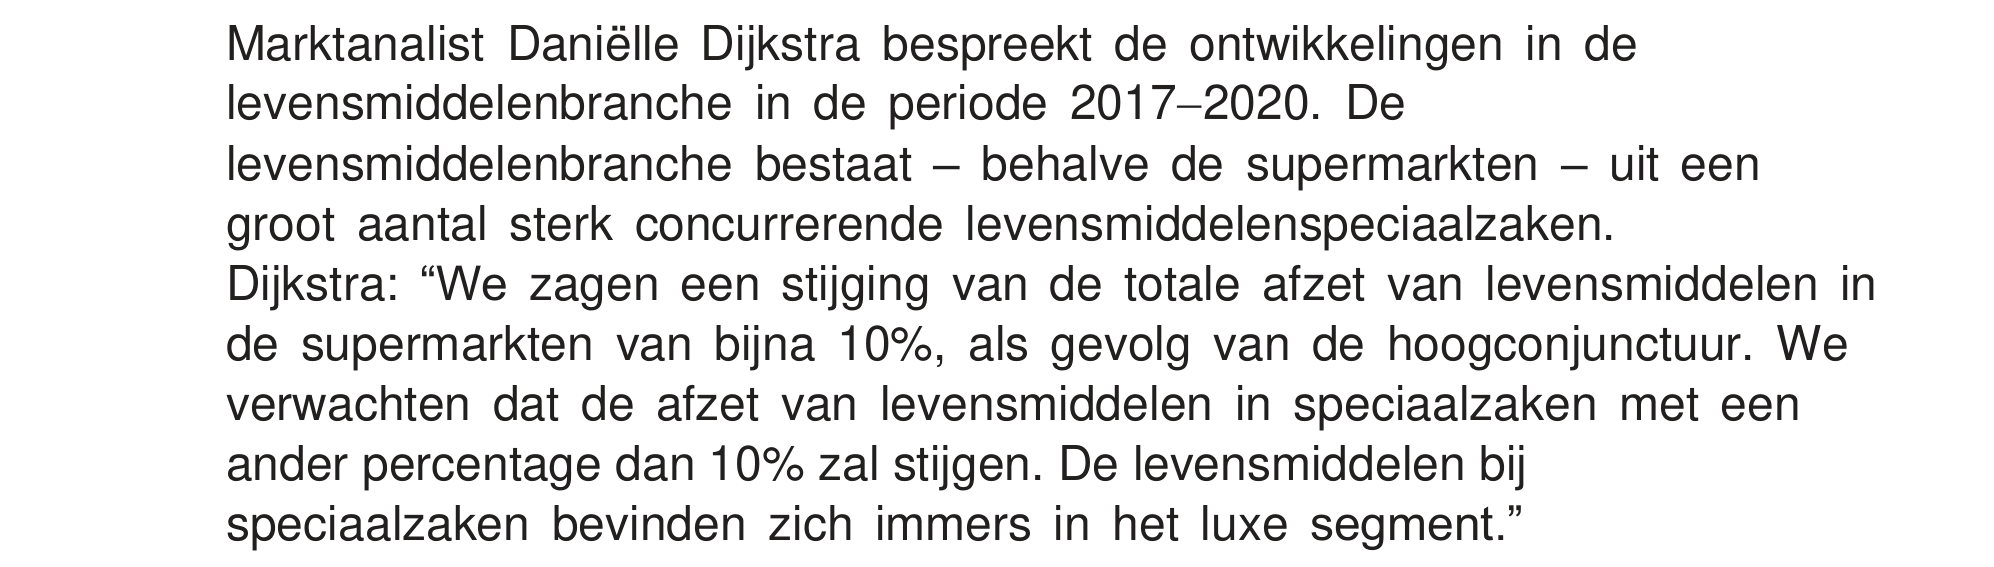 Marktanalist Daniëlle Dijkstra bespreekt de ontwikkelingen in de
levensmiddelenbranche in de periode 2017–2020. De
levensmiddelenbranche bestaat – behalve de supermarkten – uit een
groot aantal sterk concurrerende levensmiddelenspeciaalzaken.
Dijkstra: “We zagen een stijging van de totale afzet van levensmiddelen in
de supermarkten van bijna 10%, als gevolg van de hoogconjunctuur. We
verwachten dat de afzet van levensmiddelen in speciaalzaken met een
ander percentage dan 10% zal stijgen. De levensmiddelen bij
speciaalzaken bevinden zich immers in het luxe segment.”